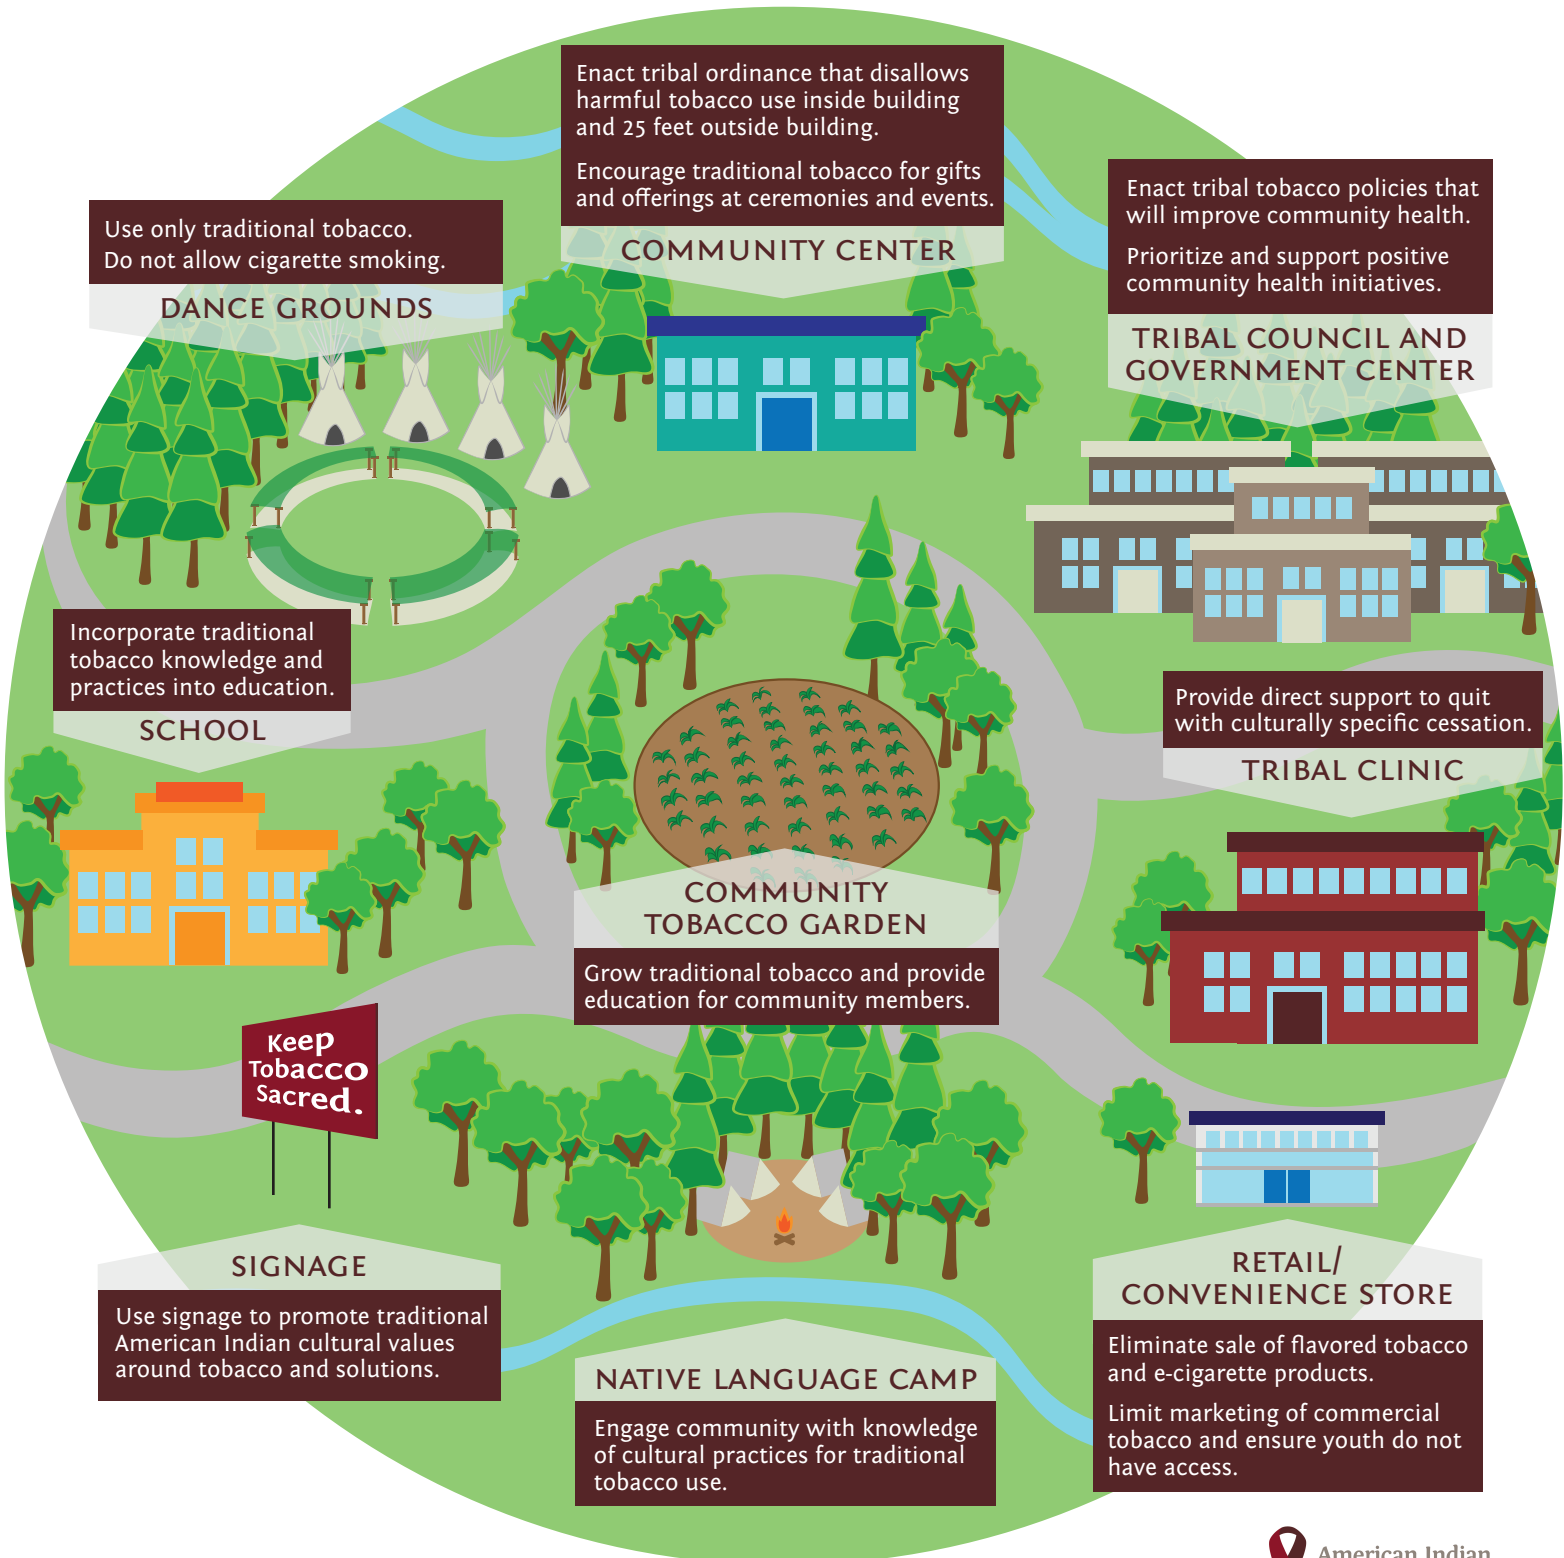 Enact tribal ordinance that disallows
harmful tobacco use inside building
and 25 feet outside building.
Encourage traditional tobacco for gifts
and offerings at ceremonies and events.
COMMUNITY CENTER
Use only traditional tobacco.
Do not allow cigarette smoking.
DANCE GROUNDS
Enact tribal tobacco policies that
will improve community health.
Prioritize and support positive
community health initiatives.
TRIBAL COUNCIL AND
GOVERNMENT CENTER
Incorporate traditional
tobacco knowledge and
practices into education.
SCHOOL
Provide direct support to quit
with culturally specific cessation.
TRIBAL CLINIC
COMMUNITY
TOBACCO GARDEN
Grow traditional tobacco and provide
education for community members.
Keep
Tobacco
Sacred.
SIGNAGE
Use signage to promote traditional
American Indian cultural values
around tobacco and solutions.
NATIVE LANGUAGE CAMP
Engage community with knowledge
of cultural practices for traditional
tobacco use.
RETAIL/
CONVENIENCE STORE
Eliminate sale of flavored tobacco
and e-cigarette products.
Limit marketing of commercial
tobacco and ensure youth do not
have access.
American Indian